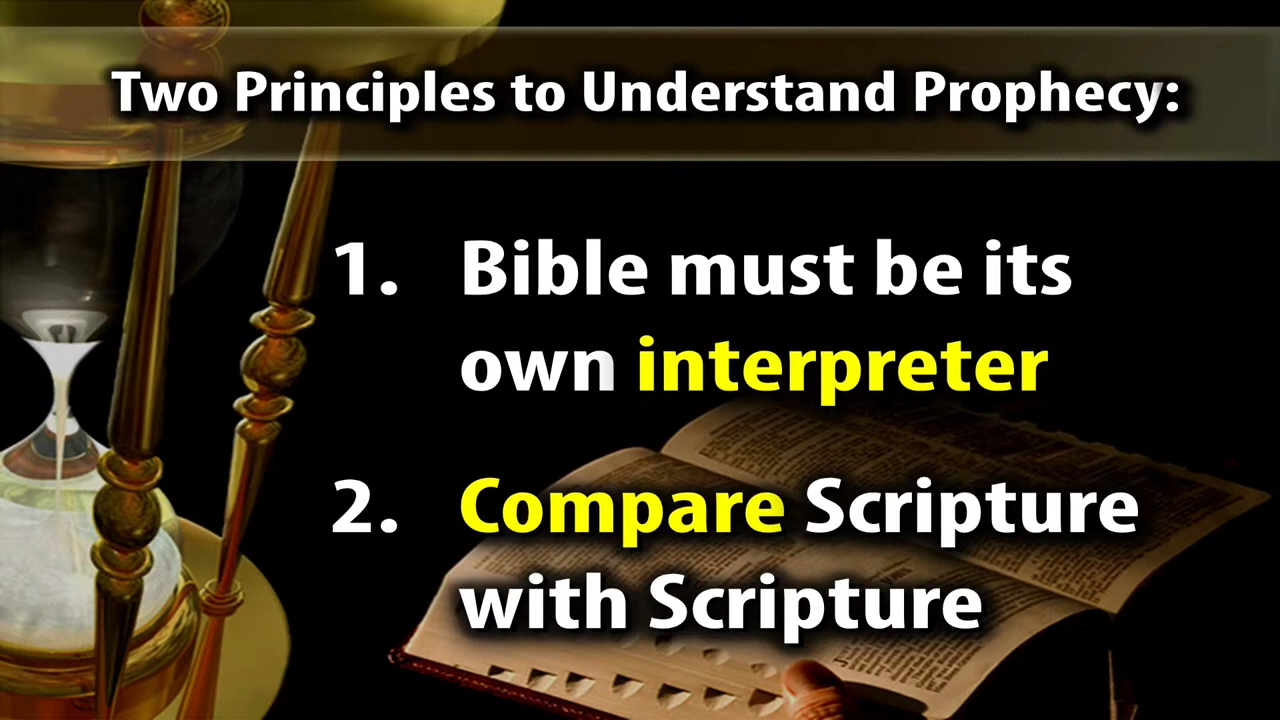 Two Principles to Understand Prophecy:
1. Bible must be its
own interpreter
2. Compare Scripture
with Scripture